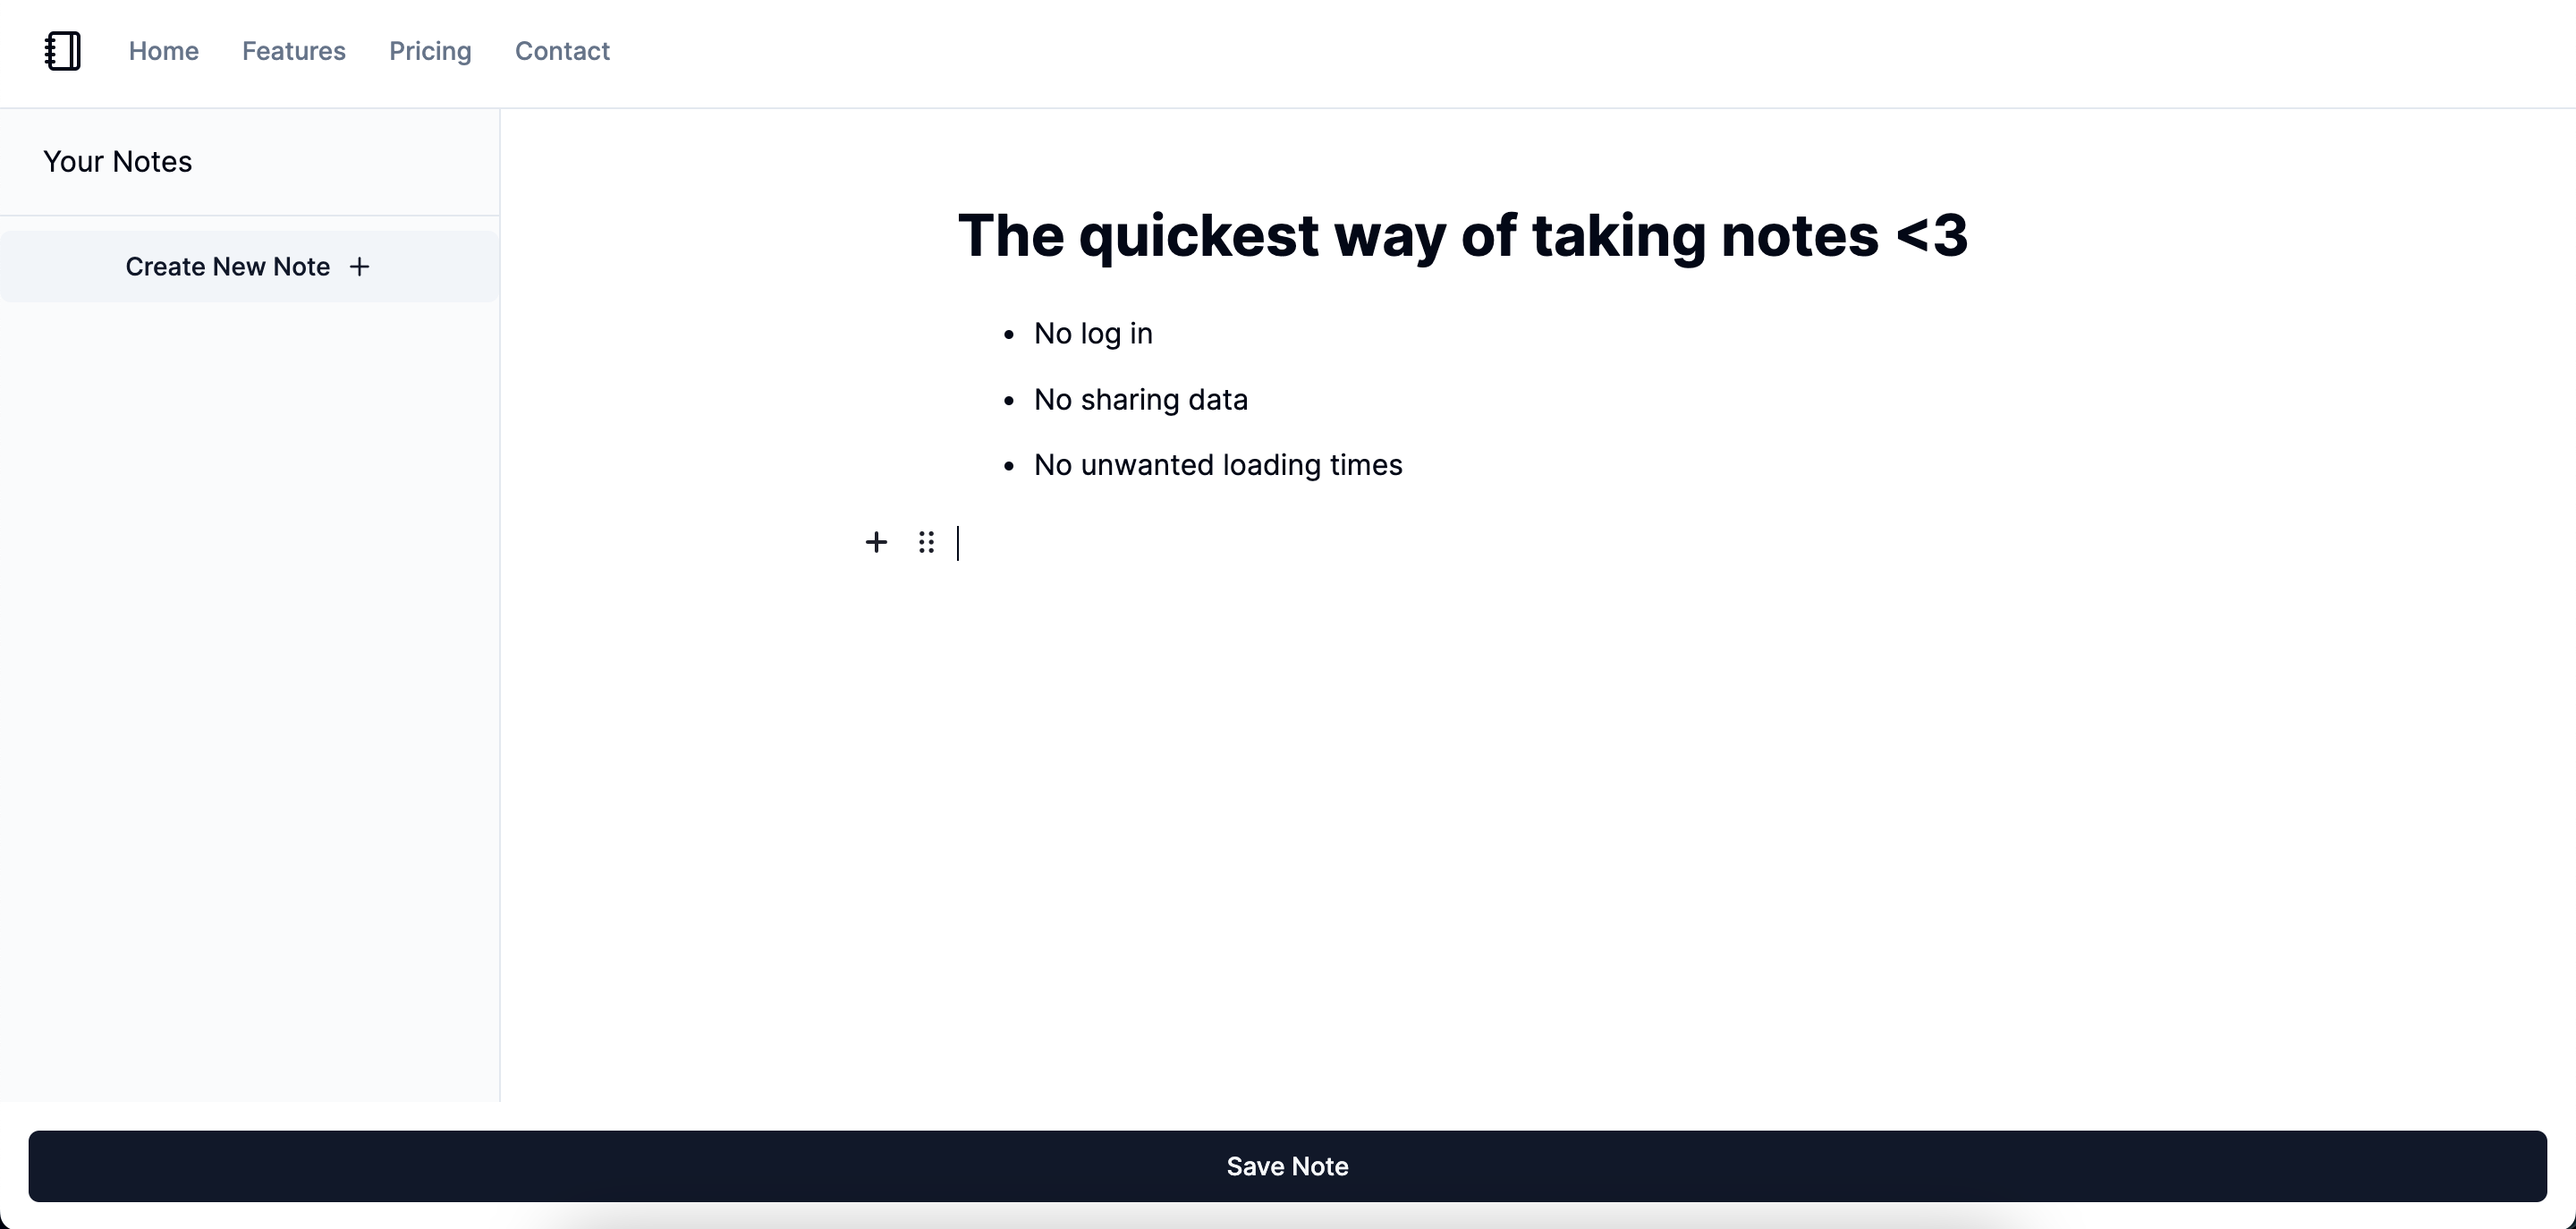 Home Features Pricing Contact
Your Notes
Create New Note
The quickest way of taking notes <3
No log in
No sharing data
No unwanted loading times
Save Note